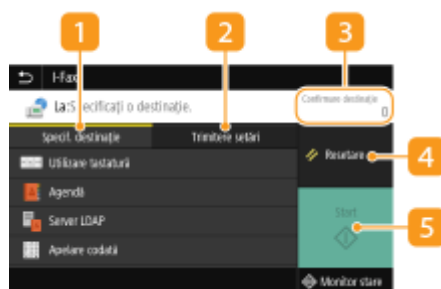 1
2
3
I-Fax
La:S ecificați o destinație.
Confirmare destinație
0
Specif. destinație
Trimitere setări
Resetare
4
Utilizare tastatură
Agendă
Server LDAP
Start
5
Apelare codată
Monitor stare